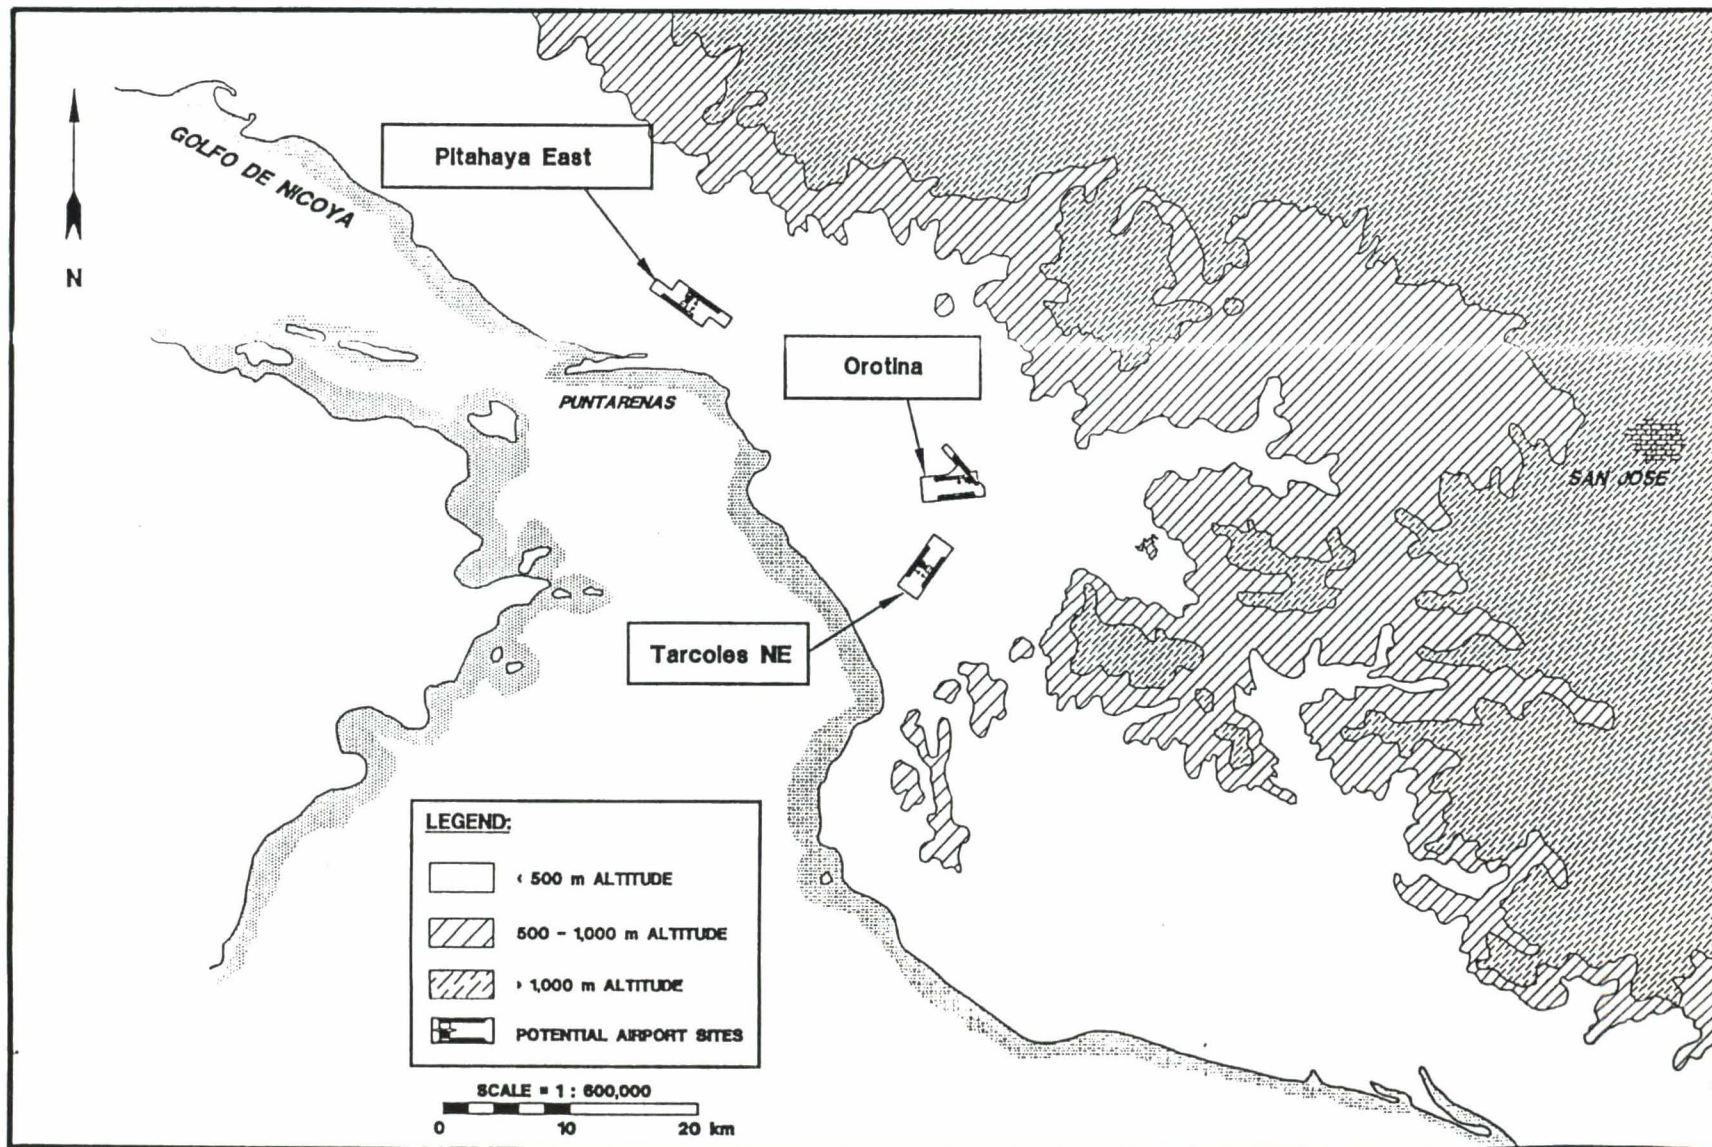 GOLFO DE NICOYA
Pitahaya East
N
Orotina
PUNTARENAS
SAN JOSE
Tarcoles NE
LEGEND:
< 500 m ALTITUDE
500 - 1,000 m ALTITUDE
> 1,000 m ALTITUDE
POTENTIAL AIRPORT SITES
SCALE = 1 : 600,000
0 10 20 km